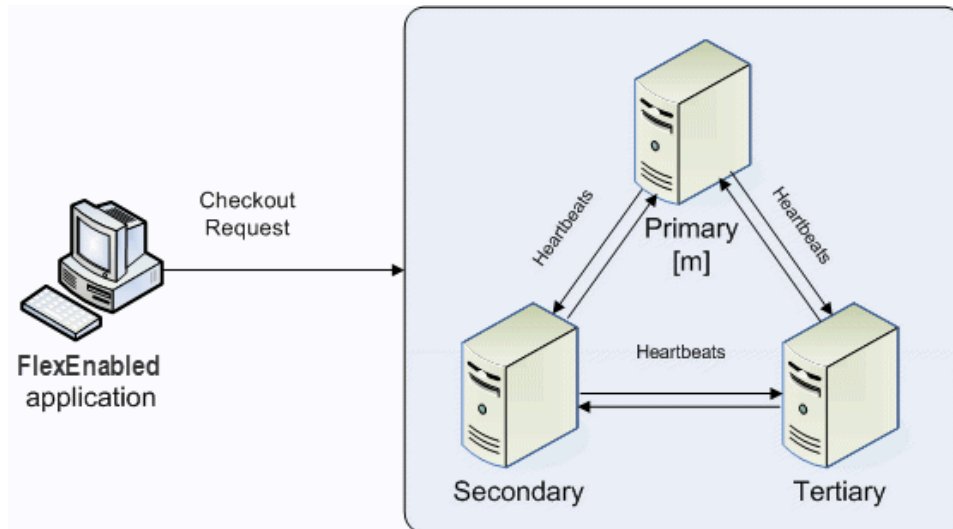 Checkout
Request
FlexEnabled
application
Heartbeats
Primary
[m]
Heartbeats
Heartbeats
Secondary
Tertiary